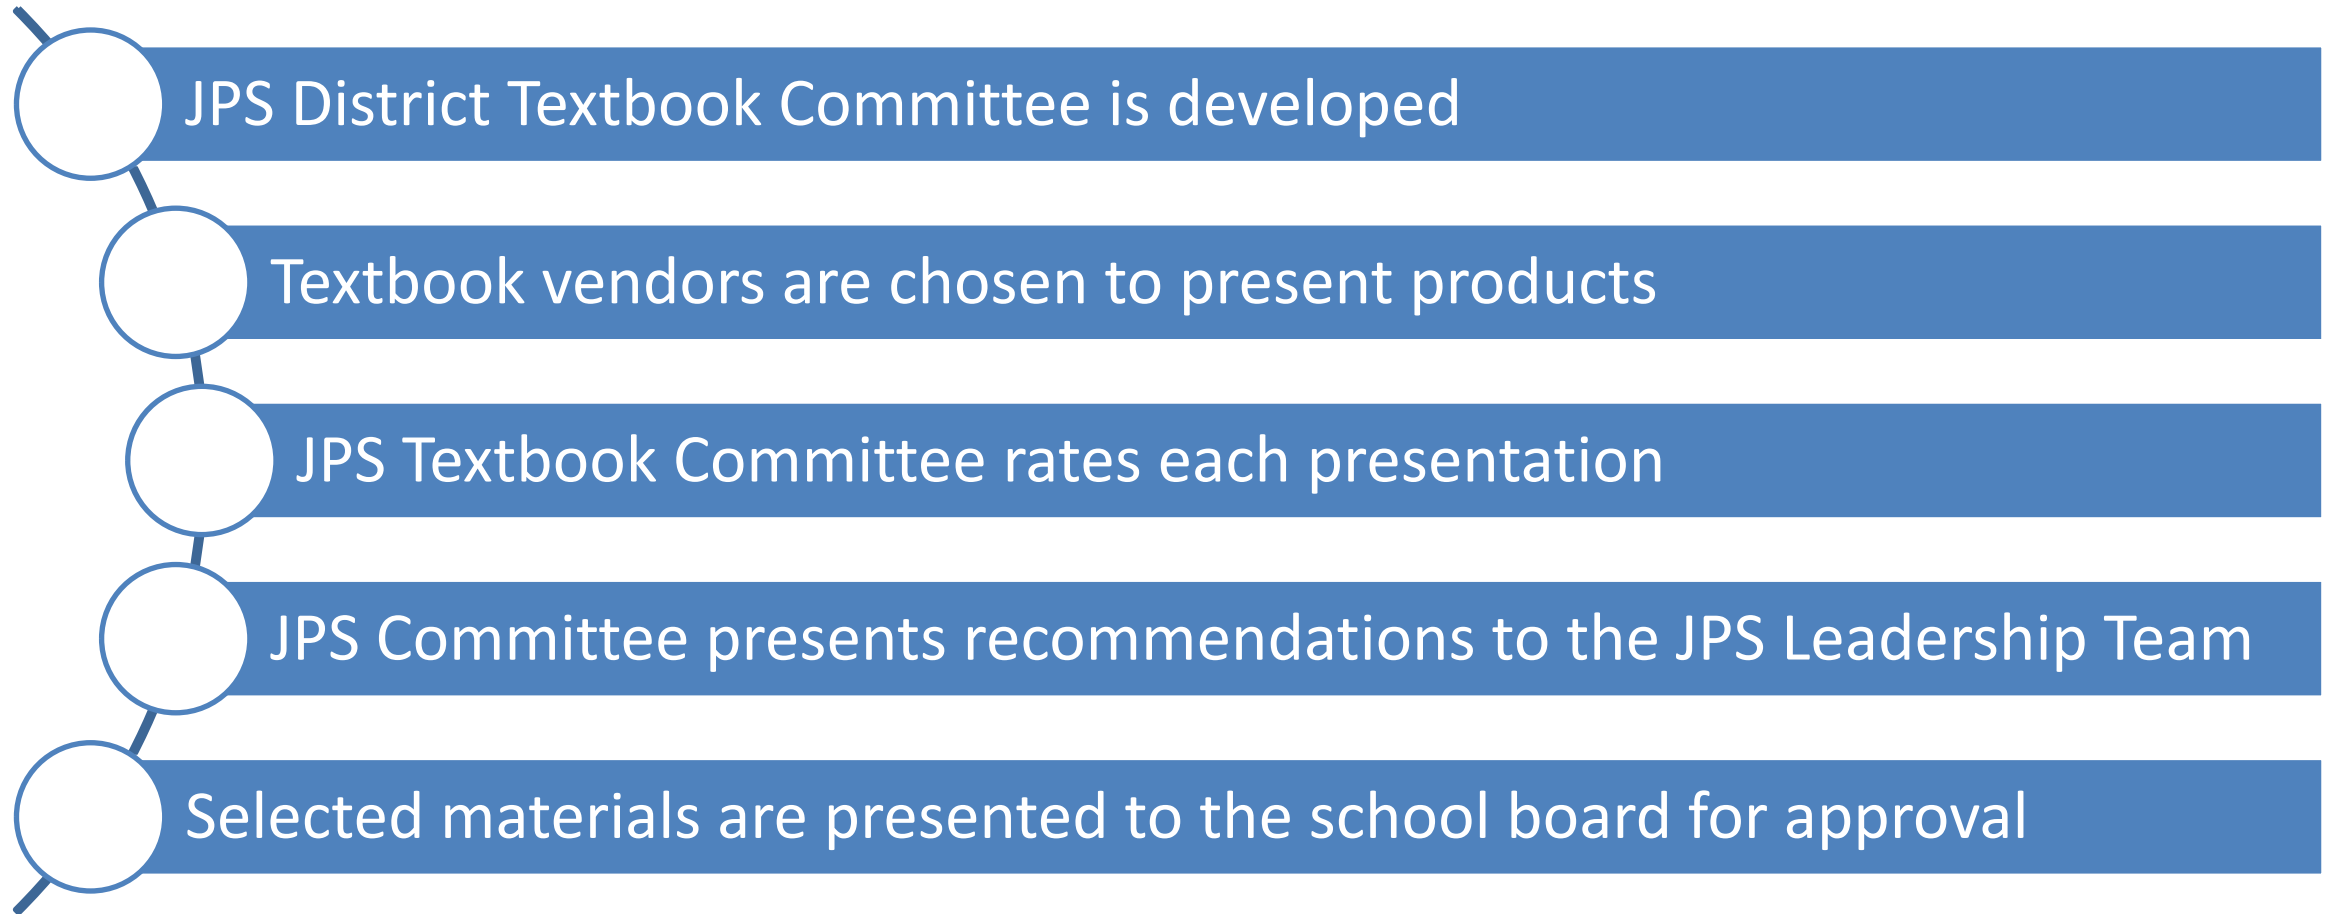 JPS District Textbook Committee is developed
Textbook vendors are chosen to present products
JPS Textbook Committee rates each presentation
JPS Committee presents recommendations to the JPS Leadership Team
Selected materials are presented to the school board for approval